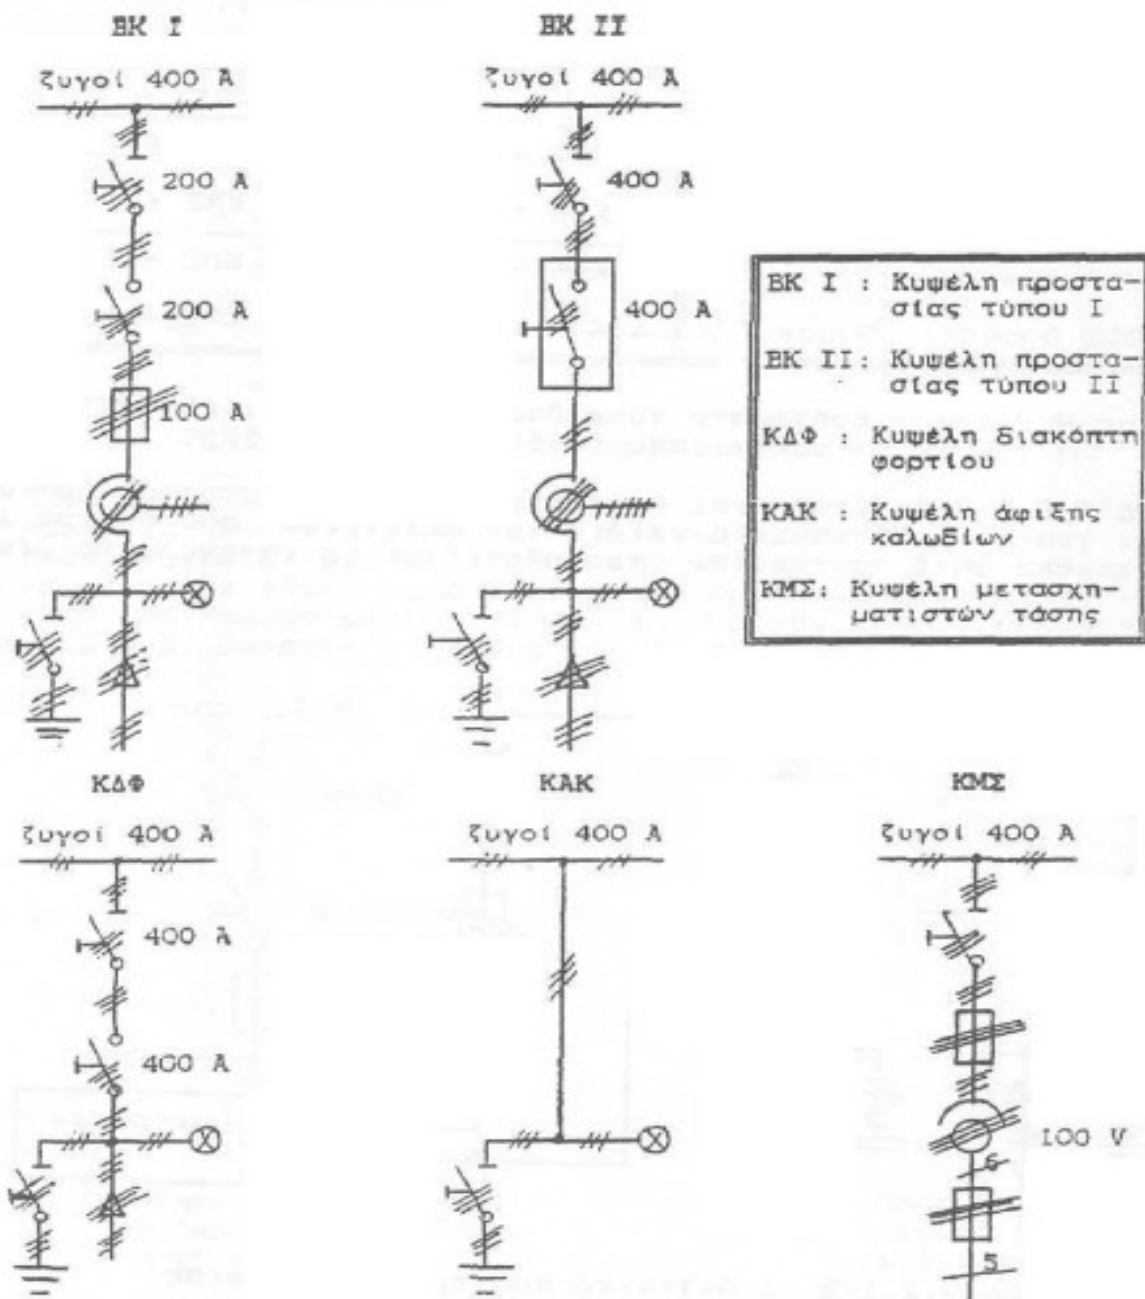 ΒΚ Ι
ζυγοί 400 Α
200 Α
200 Α
100 Α
ΒΚ ΙΙ
ζυγοί 400 Α
400 Α
400 Α
ΒΚ Ι : Κυψέλη προστα-
σίας τύπου Ι
ΒΚ ΙΙ: Κυψέλη προστα-
σίας τύπου ΙΙ
ΚΔΦ : Κυψέλη διακόπτη
φορτίου
ΚΑΚ : Κυψέλη άφιξης
καλωδίων
ΚΜΣ: Κυψέλη μετασχη-
ματιστών τάσης
ΚΔΦ
ζυγοί 400 Α
400 Α
400 Α
ΚΑΚ
ζυγοί 400 Α
ΚΜΣ
ζυγοί 400 Α
100 V
6
5